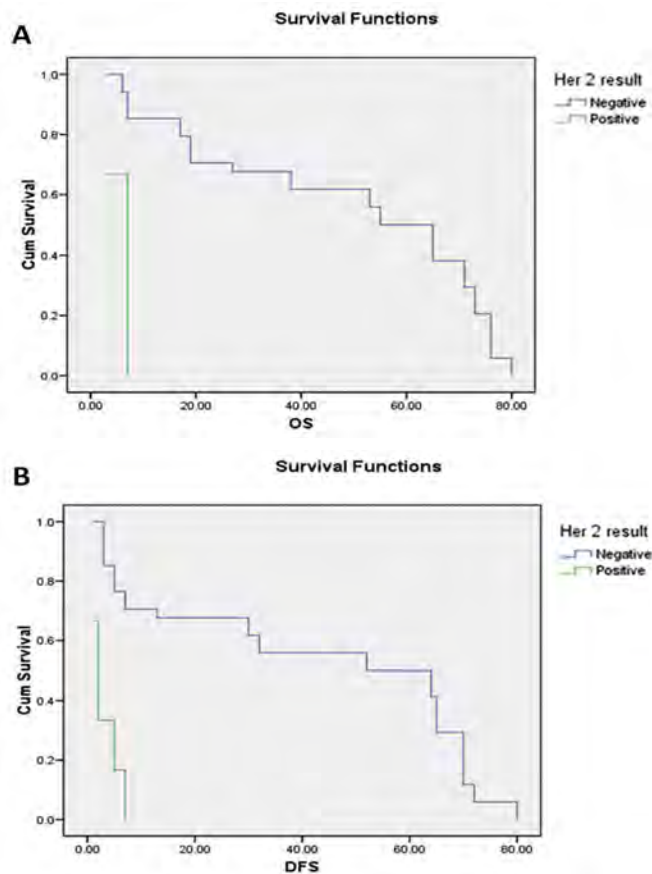 A
Survival Functions
Her 2 result
Negative
Positive
Cum Survival
1.0
0.8
0.6
0.4
0.2
0.0
0.00 20.00 40.00 60.00 80.00
OS
B
Survival Functions
Her 2 result
Negative
Positive
Cum Survival
1.0
0.8
0.6
0.4
0.2
0.0
0.00 20.00 40.00 60.00 80.00
DFS